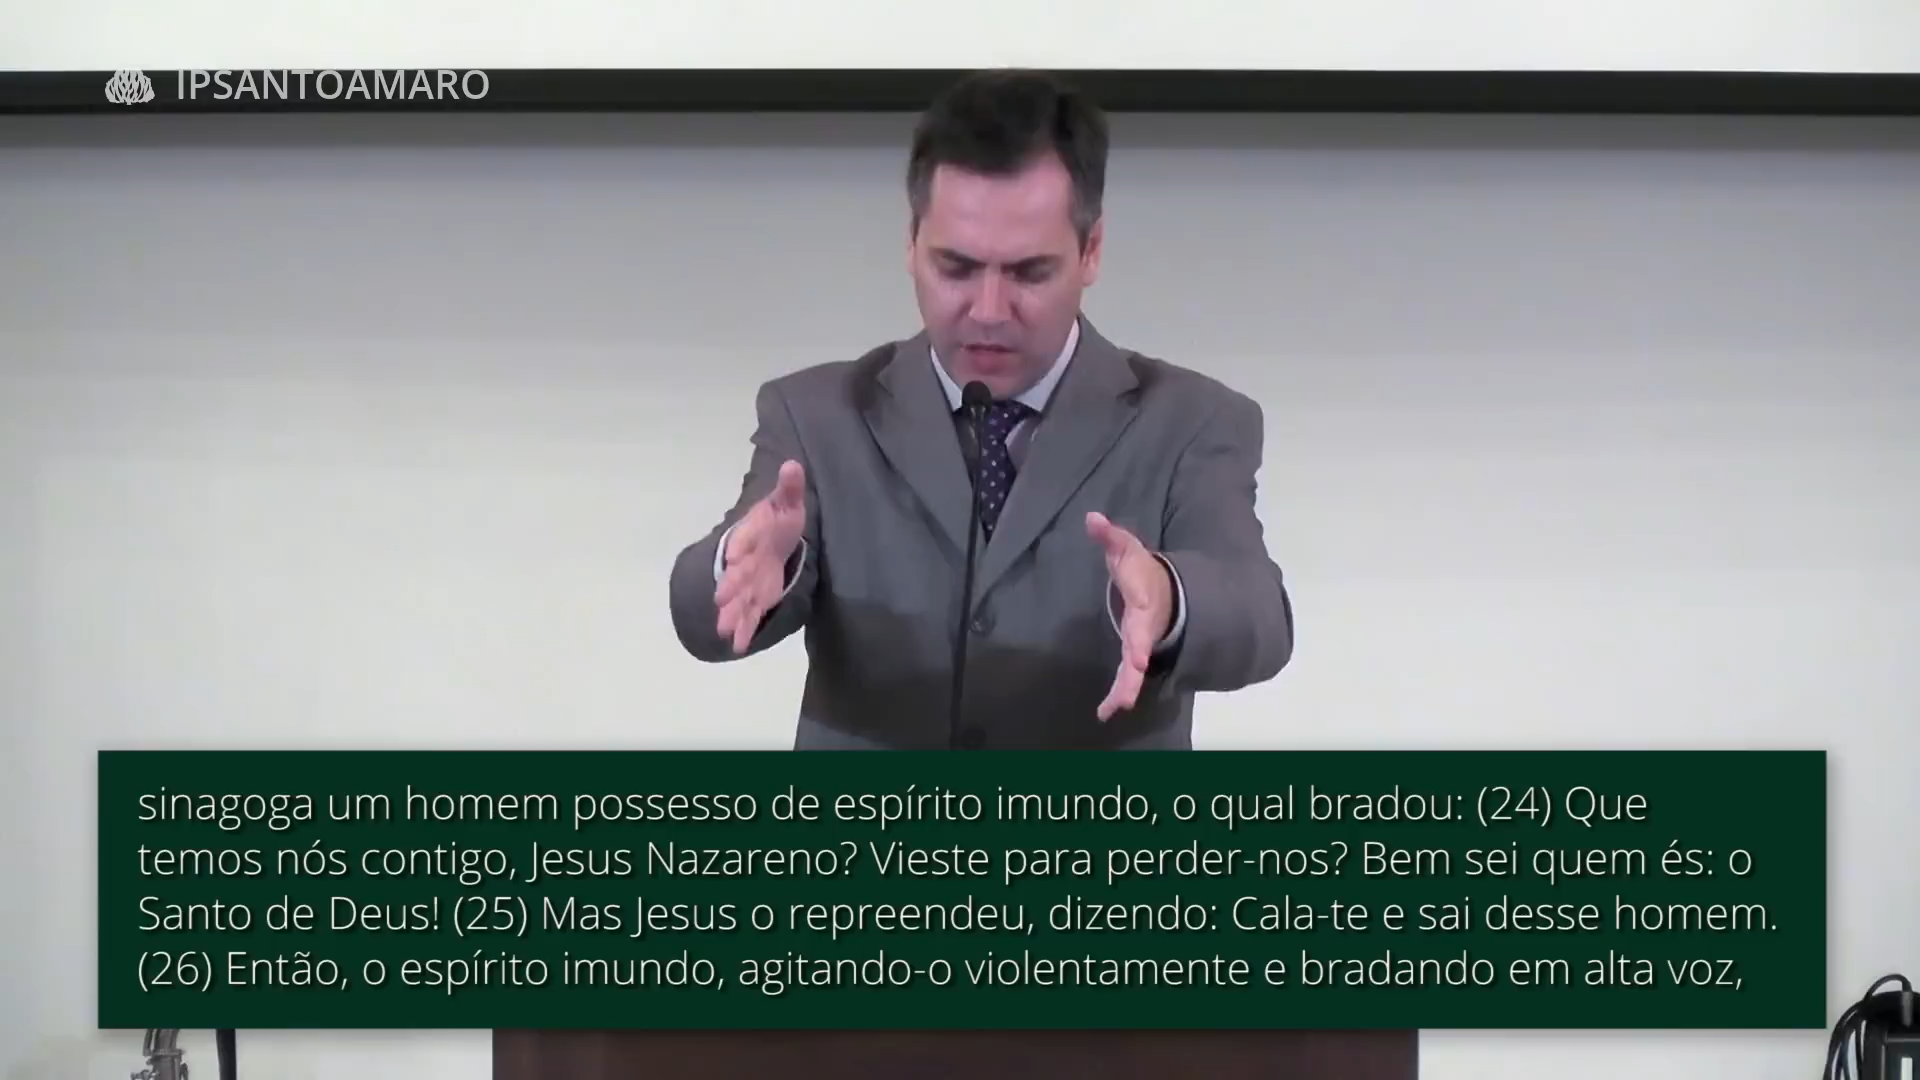 IPSANTOAMARO
sinagoga um homem possesso de espírito imundo, o qual bradou: (24) Que
temos nós contigo, Jesus Nazareno? Vieste para perder-nos? Bem sei quem és: o
Santo de Deus! (25) Mas Jesus o repreendeu, dizendo: Cala-te e sai desse homem.
(26) Então, o espírito imundo, agitando-o violentamente e bradando em alta voz,